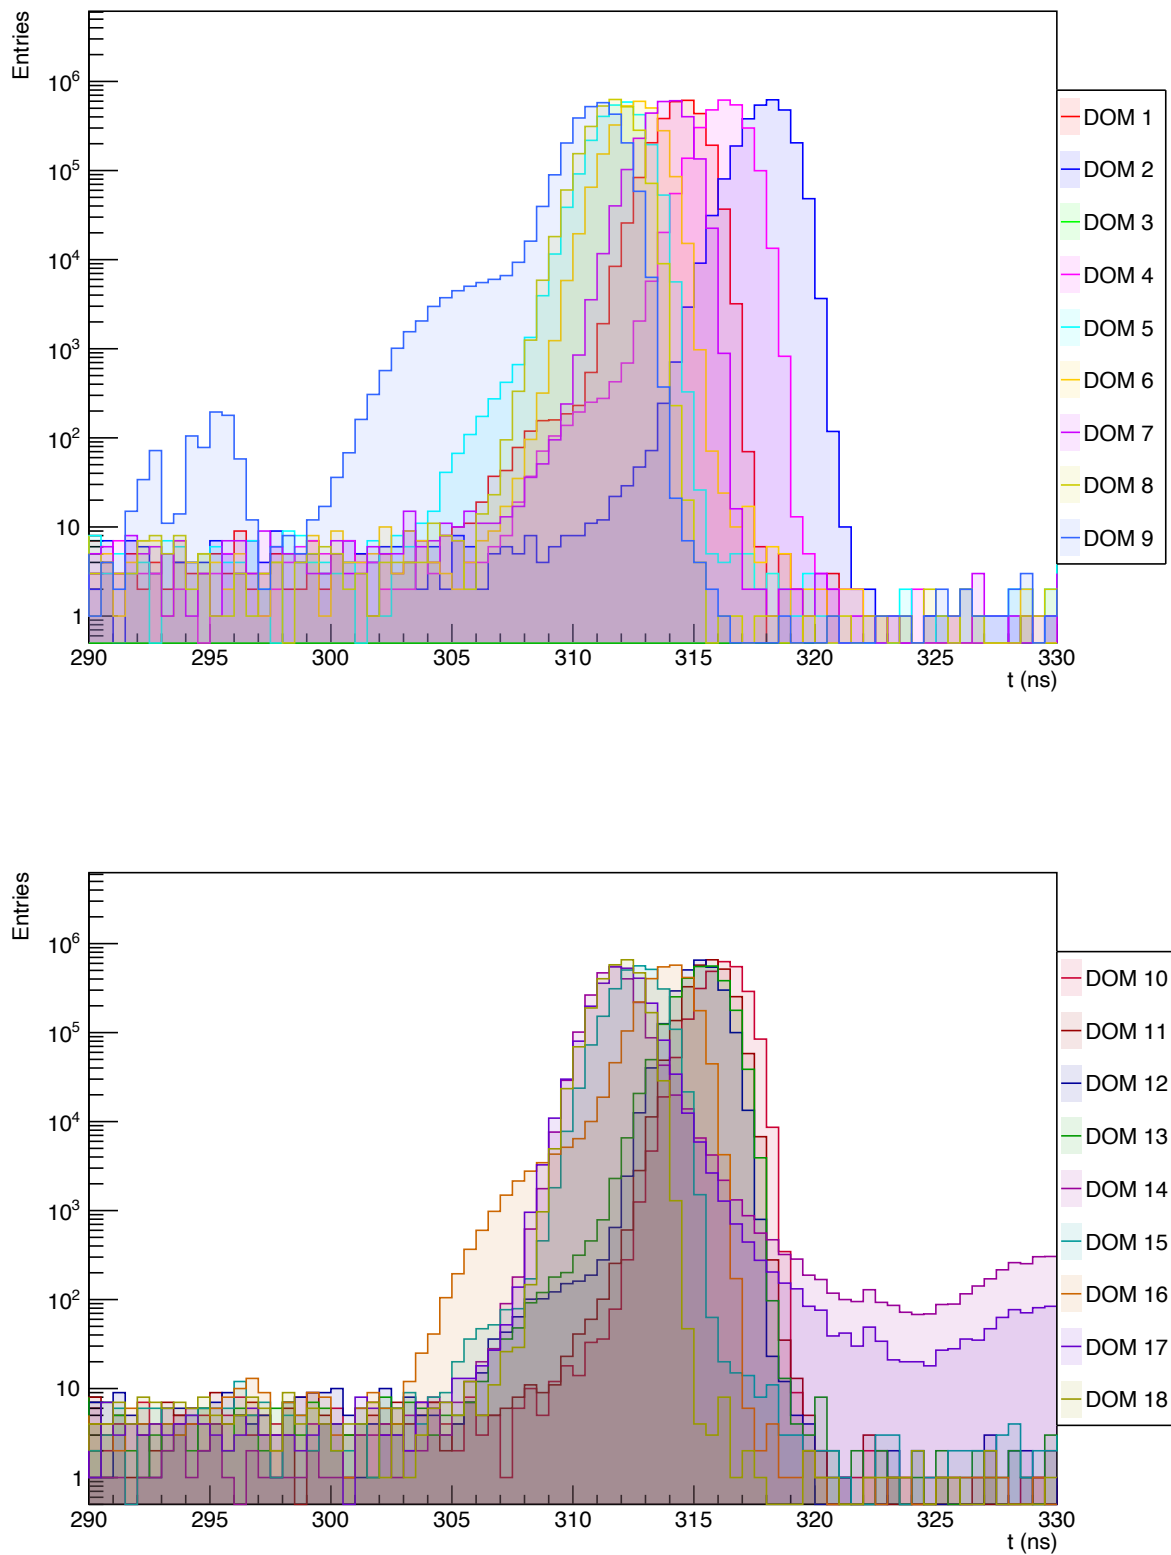 Entries
10⁶
10⁵
10⁴
10³
10²
10
1
290 295 300 305 310 315 320 325 330
t (ns)
DOM 1
DOM 2
DOM 3
DOM 4
DOM 5
DOM 6
DOM 7
DOM 8
DOM 9
Entries
10⁶
10⁵
10⁴
10³
10²
10
1
290 295 300 305 310 315 320 325 330
t (ns)
DOM 10
DOM 11
DOM 12
DOM 13
DOM 14
DOM 15
DOM 16
DOM 17
DOM 18